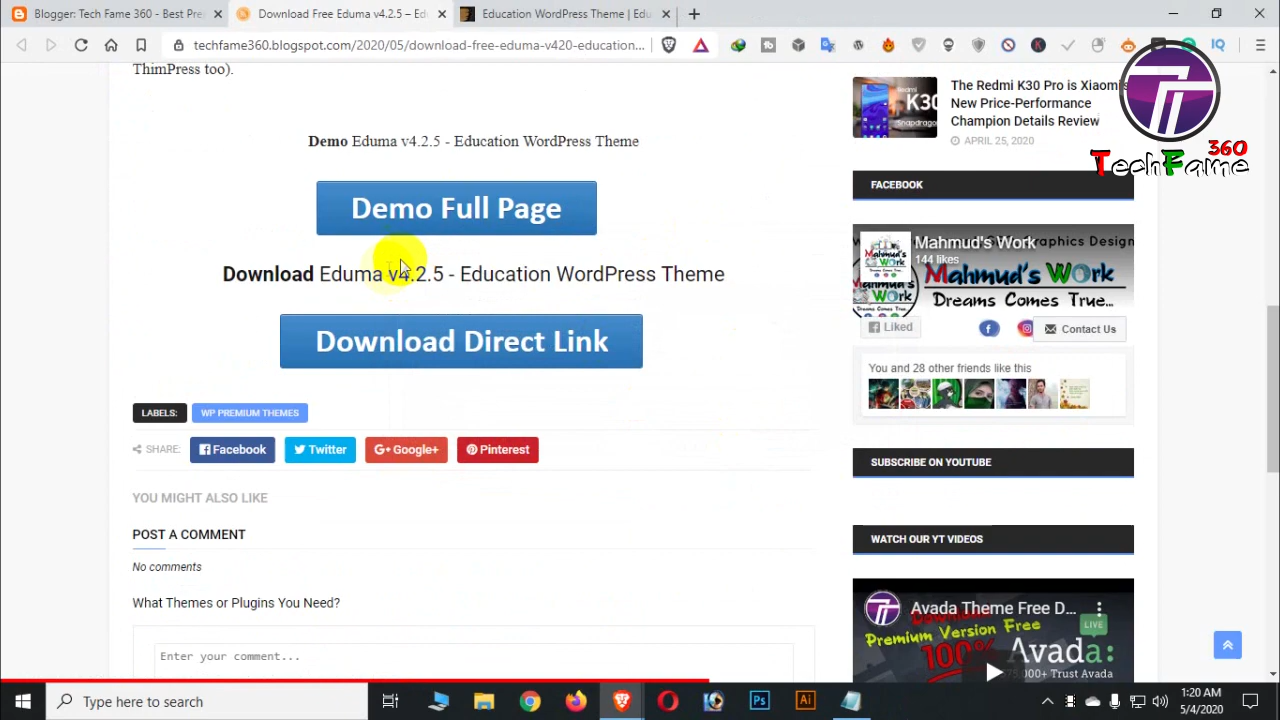 Blogger: Tech Fame 360 - Best Pre
Download Free Eduma v4.2.5 – Edu
Education WordPress Theme | Edu
techfame360.blogspot.com/2020/05/download-free-eduma-v420-education...
ThimPress too).
Demo Eduma v4.2.5 - Education WordPress Theme
Demo Full Page
Download Eduma v4.2.5 - Education WordPress Theme
Download Direct Link
LABELS:
WP PREMIUM THEMES
SHARE:
Facebook
Twitter
Google+
Pinterest
YOU MIGHT ALSO LIKE
POST A COMMENT
No comments
What Themes or Plugins You Need?
Enter your comment...
The Redmi K30 Pro is Xiaomi's
New Price-Performance
Champion Details Review
APRIL 25, 2020
360
TechFame
FACEBOOK
Mahmud's Work
144 likes
Mahmud's Work
Dreams Comes True...
Liked
Contact Us
You and 28 other friends like this
SUBSCRIBE ON YOUTUBE
WATCH OUR YT VIDEOS
Avada Theme Free D...
Premium Version Free
LIVE
100%
Avada:
Type here to search
1:20 AM
5/4/2020